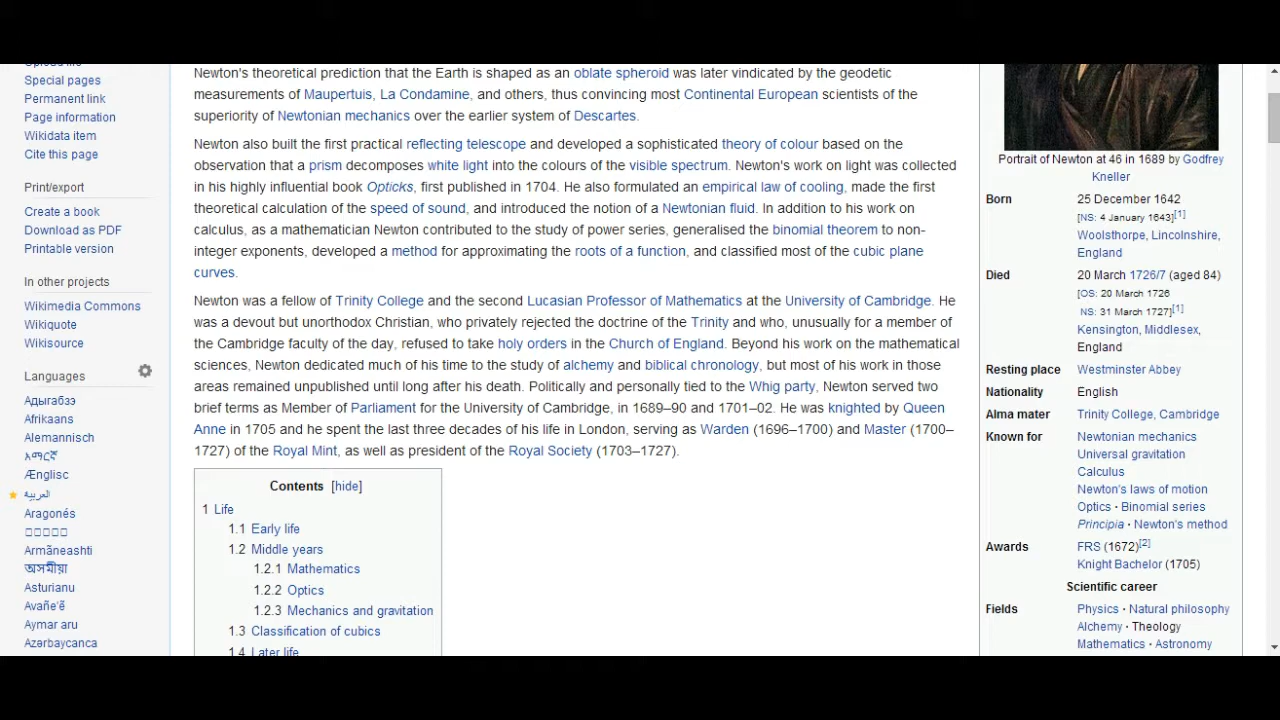 Special pages
Permanent link
Page information
Wikidata item
Cite this page
Print/export
Create a book
Download as PDF
Printable version
In other projects
Wikimedia Commons
Wikiquote
Wikisource
Languages
Адыгабзэ
Afrikaans
Alemannisch
አማርኛ
Ænglisc
العربية
Aragonés
Armãneashti
অসমীয়া
Asturianu
Avañe'ẽ
Aymar aru
Azərbaycanca
Newton's theoretical prediction that the Earth is shaped as an oblate spheroid was later vindicated by the geodetic
measurements of Maupertuis, La Condamine, and others, thus convincing most Continental European scientists of the
superiority of Newtonian mechanics over the earlier system of Descartes.
Newton also built the first practical reflecting telescope and developed a sophisticated theory of colour based on the
observation that a prism decomposes white light into the colours of the visible spectrum. Newton's work on light was collected
in his highly influential book Opticks, first published in 1704. He also formulated an empirical law of cooling, made the first
theoretical calculation of the speed of sound, and introduced the notion of a Newtonian fluid. In addition to his work on
calculus, as a mathematician Newton contributed to the study of power series, generalised the binomial theorem to non-
integer exponents, developed a method for approximating the roots of a function, and classified most of the cubic plane
curves.
Newton was a fellow of Trinity College and the second Lucasian Professor of Mathematics at the University of Cambridge. He
was a devout but unorthodox Christian, who privately rejected the doctrine of the Trinity and who, unusually for a member of
the Cambridge faculty of the day, refused to take holy orders in the Church of England. Beyond his work on the mathematical
sciences, Newton dedicated much of his time to the study of alchemy and biblical chronology, but most of his work in those
areas remained unpublished until long after his death. Politically and personally tied to the Whig party, Newton served two
brief terms as Member of Parliament for the University of Cambridge, in 1689–90 and 1701–02. He was knighted by Queen
Anne in 1705 and he spent the last three decades of his life in London, serving as Warden (1696–1700) and Master (1700–
1727) of the Royal Mint, as well as president of the Royal Society (1703–1727).
Contents [hide]
1 Life
1.1 Early life
1.2 Middle years
1.2.1 Mathematics
1.2.2 Optics
1.2.3 Mechanics and gravitation
1.3 Classification of cubics
1.4 Later life
Portrait of Newton at 46 in 1689 by Godfrey
Kneller
Born 25 December 1642
[NS: 4 January 1643][1]
Woolsthorpe, Lincolnshire,
England
Died 20 March 1726/7 (aged 84)
[OS: 20 March 1726
NS: 31 March 1727][1]
Kensington, Middlesex,
England
Resting place Westminster Abbey
Nationality English
Alma mater Trinity College, Cambridge
Known for Newtonian mechanics
Universal gravitation
Calculus
Newton's laws of motion
Optics · Binomial series
Principia · Newton's method
Awards FRS (1672)[2]
Knight Bachelor (1705)
Scientific career
Fields Physics · Natural philosophy
Alchemy · Theology
Mathematics · Astronomy